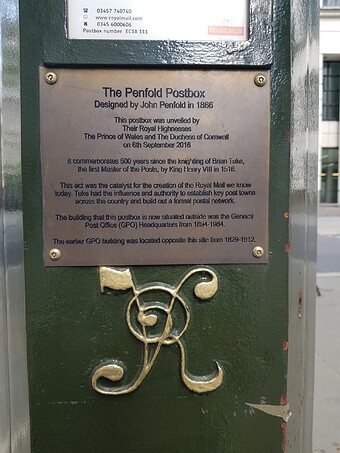 03457 740740
www.royalmail.com
0345 6000606
Postbox number EC1A 111
The Penfold Postbox
Designed by John Penfold in 1866
This postbox was unveiled by
Their Royal Highnesses
The Prince of Wales and The Duchess of Cornwall
on 6th September 2016
It commemorates 500 years since the knighting of Brian Tuke,
the first Master of the Posts, by King Henry VIII in 1516.
This act was the catalyst for the creation of the Royal Mail we know
today. Tuke had the influence and authority to establish key post towns
across the country and build out a formal postal network.
The building that this postbox is now situated outside was the General
Post Office (GPO) Headquarters from 1894-1984.
The earlier GPO building was located opposite this site from 1829-1912.
VR